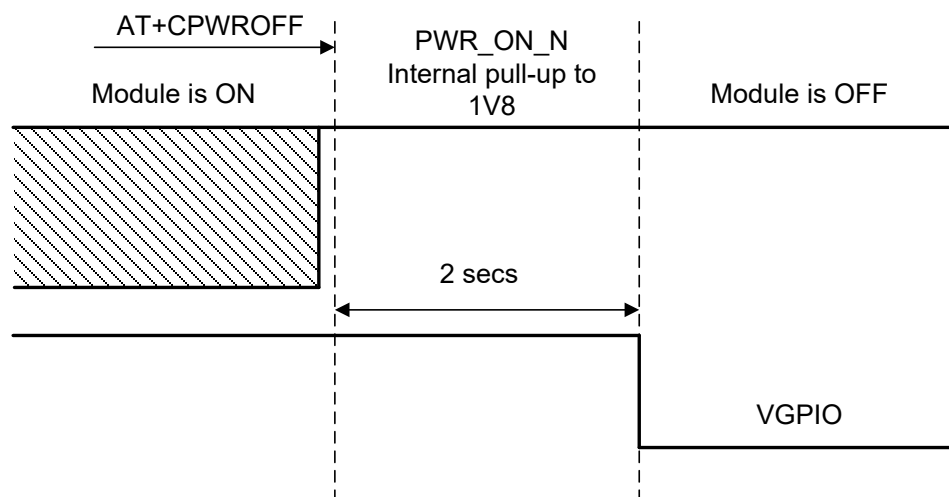 AT+CPWROFF
PWR_ON_N
Internal pull-up to
1V8
Module is ON
Module is OFF
2 secs
VGPIO